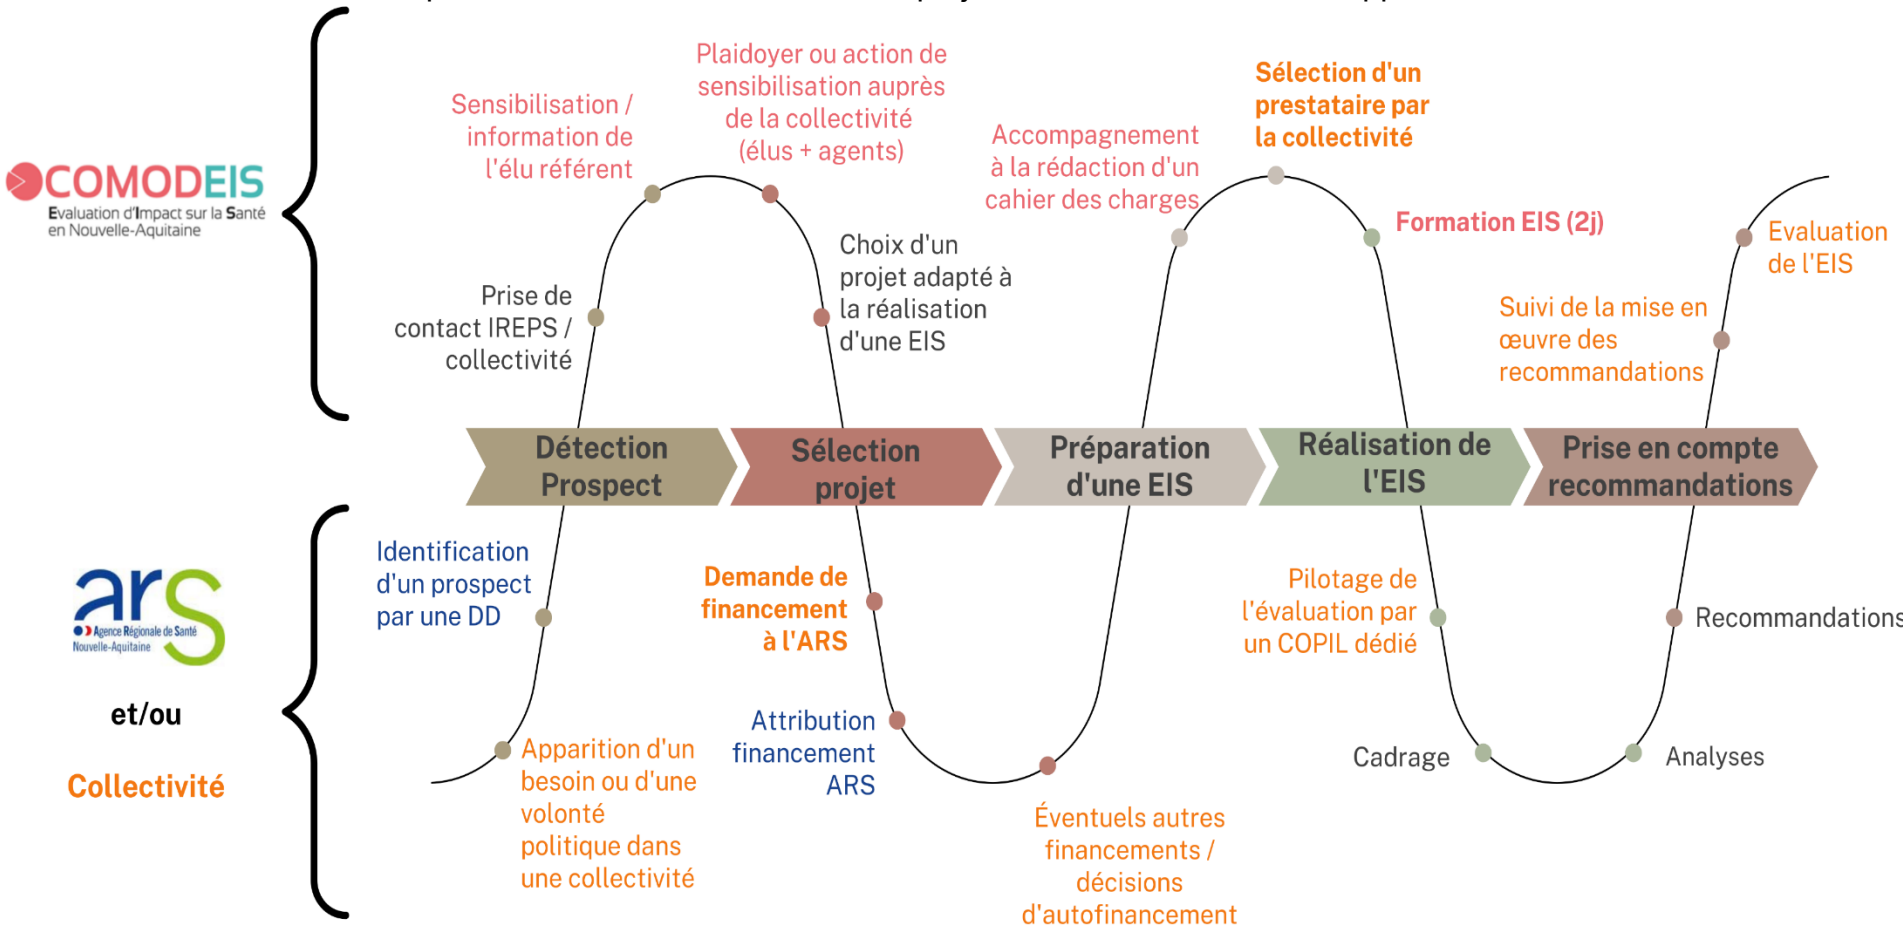 Plaidoyer ou action de
sensibilisation auprès
de la collectivité
(élus + agents)
Sensibilisation /
information de
l'élu référent
Sélection d'un
prestataire par
la collectivité
Accompagnement
à la rédaction d'un
cahier des charges
COMODEIS
Evaluation d'Impact sur la Santé
en Nouvelle-Aquitaine
Formation EIS (2j)
Evaluation
de l'EIS
Choix d'un
projet adapté à
la réalisation
d'une EIS
Prise de
contact IREPS /
collectivité
Suivi de la mise en
œuvre des
recommandations
Détection
Prospect
Sélection
projet
Préparation
d'une EIS
Réalisation de
l'EIS
Prise en compte
recommandations
Identification
d'un prospect
par une DD
Demande de
financement
à l'ARS
Pilotage de
l'évaluation par
un COPIL dédié
Recommandations
ars
Agence Régionale de Santé
Nouvelle-Aquitaine
et/ou
Collectivité
Attribution
financement
ARS
Apparition d'un
besoin ou d'une
volonté
politique dans
une collectivité
Cadrage
Analyses
Éventuels autres
financements /
décisions
d'autofinancement